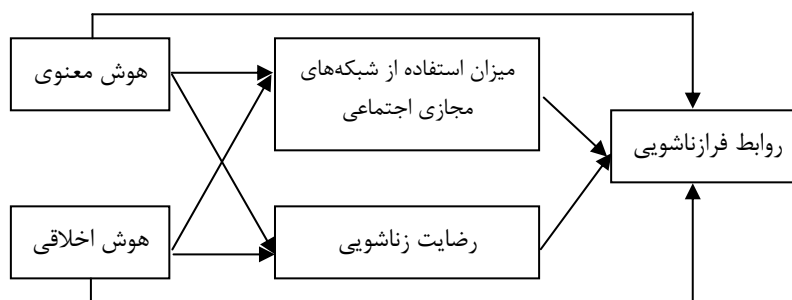 هوش معنوی
میزان استفاده از شبکه‌های
مجازی اجتماعی
روابط فرازناشویی
هوش اخلاقی
رضایت زناشویی